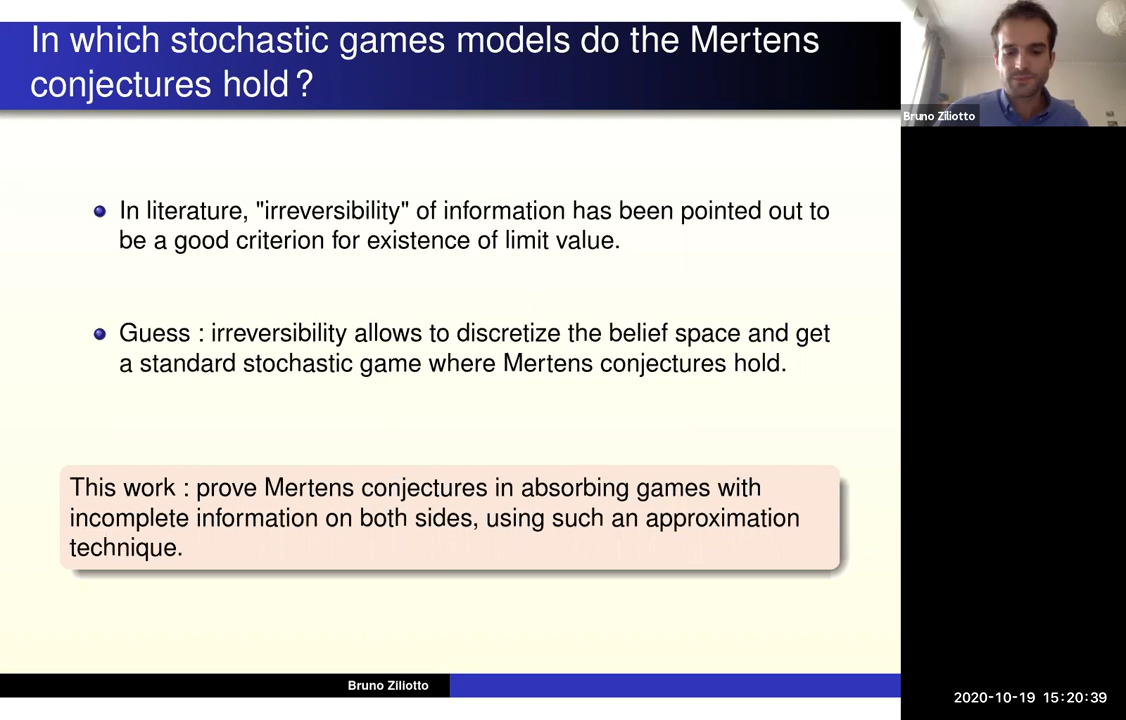 In which stochastic games models do the Mertens
conjectures hold ?
Bruno Ziliotto
In literature, "irreversibility" of information has been pointed out to
be a good criterion for existence of limit value.
Guess : irreversibility allows to discretize the belief space and get
a standard stochastic game where Mertens conjectures hold.
This work : prove Mertens conjectures in absorbing games with
incomplete information on both sides, using such an approximation
technique.
Bruno Ziliotto
2020-10-19 15:20:39